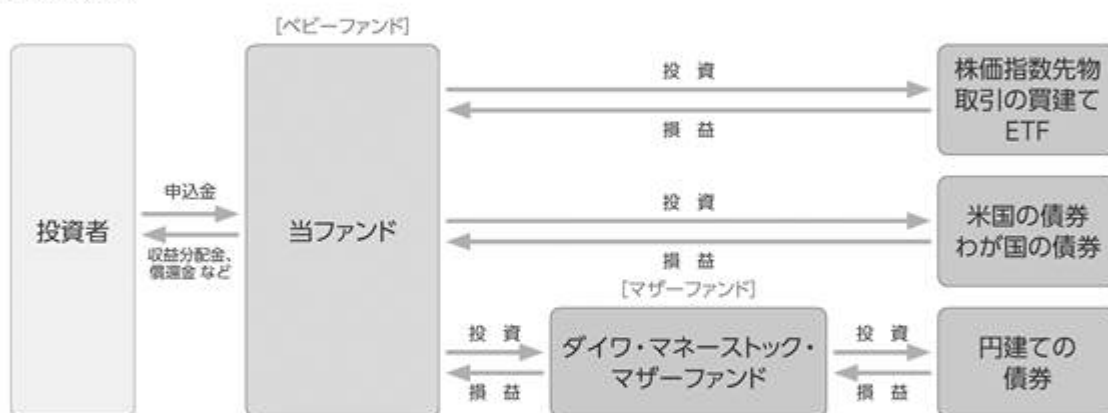 [ベビーファンド]
投資者
申込金
収益分配金、
償還金 など
当ファンド
投 資
損 益
株価指数先物
取引の買建て
ETF
投 資
損 益
米国の債券
わが国の債券
[マザーファンド]
投 資
損 益
ダイワ・マネーストック・
マザーファンド
投 資
損 益
円建ての
債券